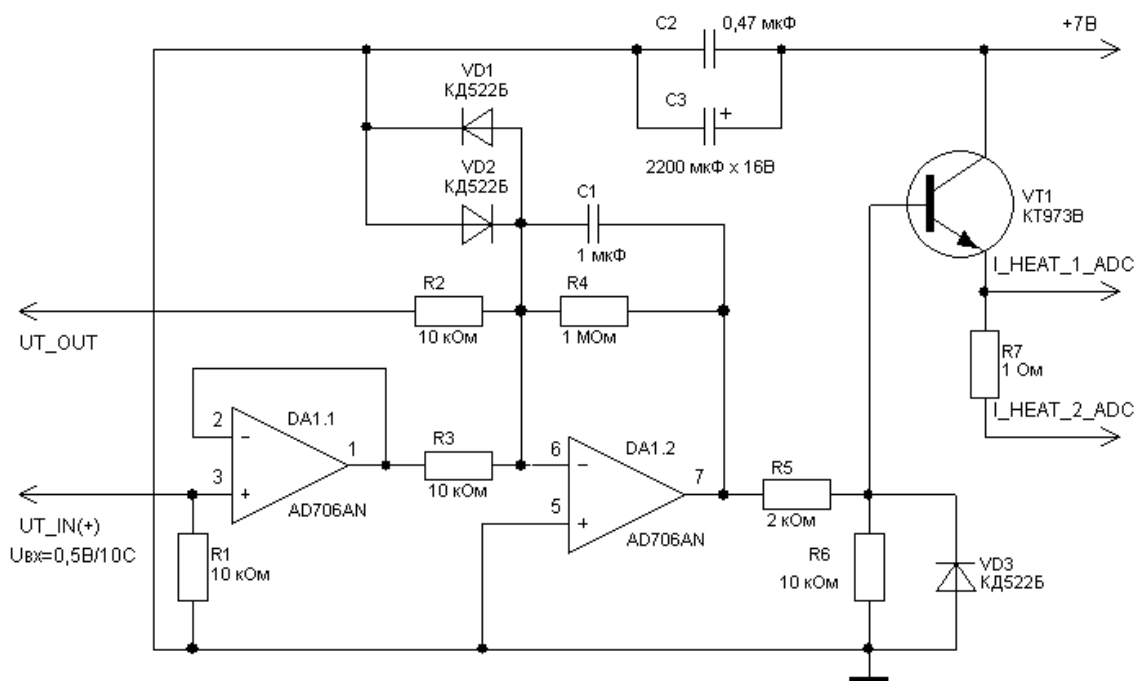 C2
0,47 мкФ
+7В
VD1
КД522Б
C3
+
2200 мкФ x 16В
VD2
КД522Б
C1
1 мкФ
VT1
КТ973В
I_HEAT_1_ADC
R2
10 кОм
R4
1 МОм
UT_OUT
R7
1 Ом
I_HEAT_2_ADC
2
DA1.1
1
3
+
−
AD706AN
R3
10 кОм
6
−
DA1.2
7
5
+
AD706AN
R5
2 кОм
UT_IN(+)
Uвх=0,5В/10С
R1
10 кОм
R6
10 кОм
VD3
КД522Б